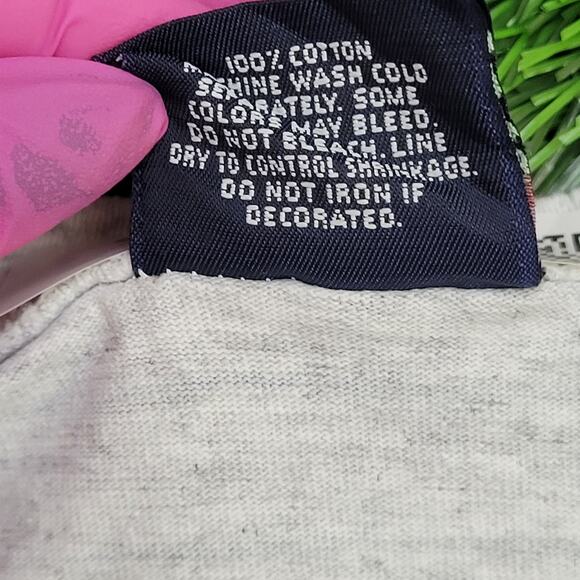 100% COTTON
WASH COLD
SOME
COLORS MAY BLEED.
DO NOT BLEACH. LINE
DRY TO CONTROL SHRINKAGE.
DO NOT IRON IF
DECORATED.